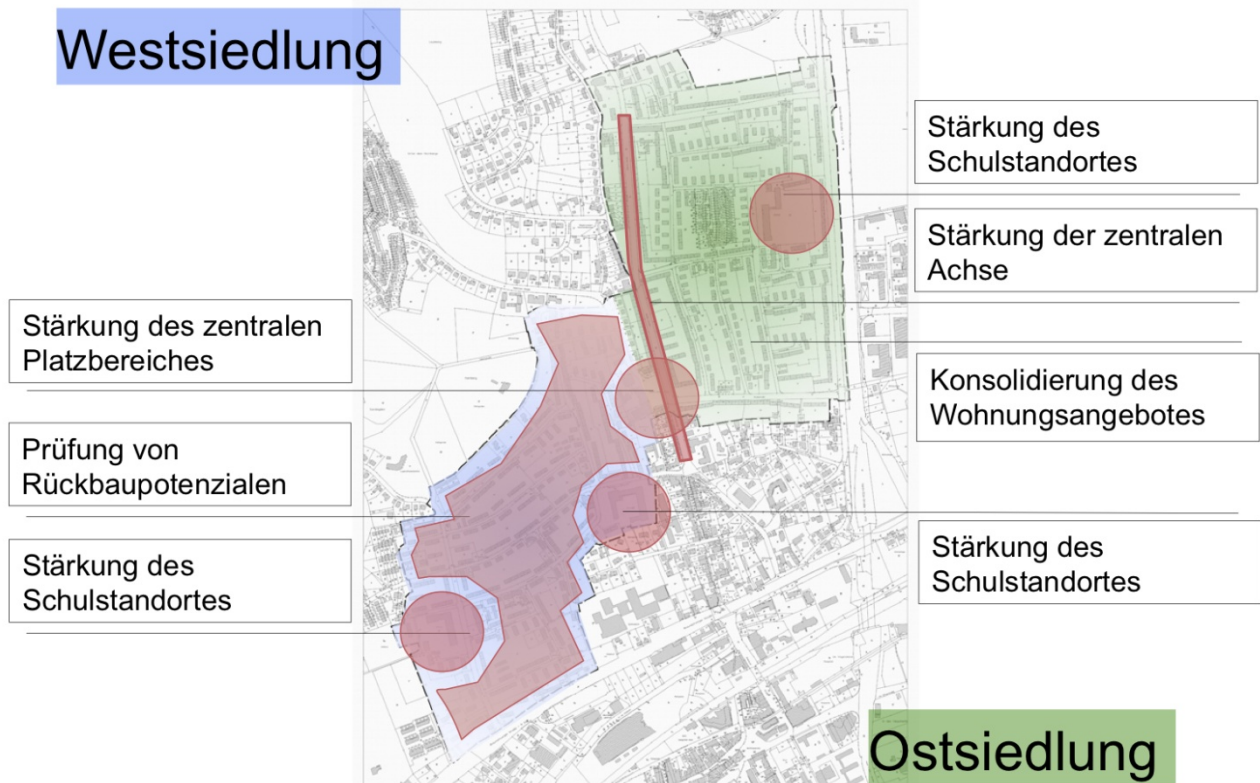 Westsiedlung
Stärkung des
Schulstandortes
Stärkung der zentralen
Achse
Stärkung des zentralen
Platzbereiches
Konsolidierung des
Wohnungsangebotes
Prüfung von
Rückbaupotenzialen
Stärkung des
Schulstandortes
Stärkung des
Schulstandortes
Ostsiedlung